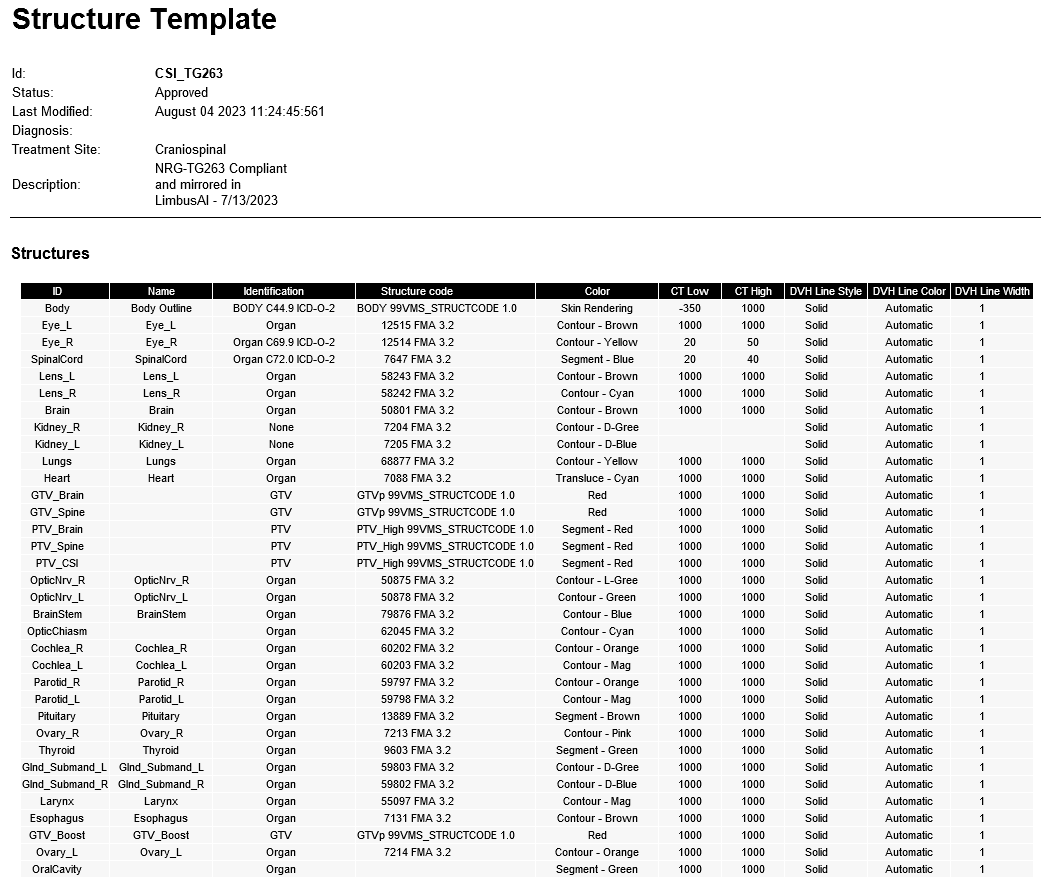 Structure Template
Id: CSI_TG263
Status: Approved
Last Modified: August 04 2023 11:24:45:561
Diagnosis:
Treatment Site: Craniospinal
NRG-TG263 Compliant
Description: and mirrored in
LimbusAI - 7/13/2023
Structures
ID Name Identification Structure code Color CT Low CT High DVH Line Style DVH Line Color DVH Line Width
Body Body Outline BODY C44.9 ICD-O-2 BODY 99VMS_STRUCTCODE 1.0 Skin Rendering -350 1000 Solid Automatic 1
Eye_L Eye_L Organ 12515 FMA 3.2 Contour - Brown 1000 1000 Solid Automatic 1
Eye_R Eye_R Organ C69.9 ICD-O-2 12514 FMA 3.2 Contour - Yellow 20 50 Solid Automatic 1
SpinalCord SpinalCord Organ C72.0 ICD-O-2 7647 FMA 3.2 Segment - Blue 20 40 Solid Automatic 1
Lens_L Lens_L Organ 58243 FMA 3.2 Contour - Brown 1000 1000 Solid Automatic 1
Lens_R Lens_R Organ 58242 FMA 3.2 Contour - Cyan 1000 1000 Solid Automatic 1
Brain Brain Organ 50801 FMA 3.2 Contour - Brown 1000 1000 Solid Automatic 1
Kidney_R Kidney_R None 7204 FMA 3.2 Contour - D-Gree Solid Automatic 1
Kidney_L Kidney_L None 7205 FMA 3.2 Contour - D-Blue Solid Automatic 1
Lungs Lungs Organ 68877 FMA 3.2 Contour - Yellow 1000 1000 Solid Automatic 1
Heart Heart Organ 7088 FMA 3.2 Transluce - Cyan 1000 1000 Solid Automatic 1
GTV_Brain GTV GTVp 99VMS_STRUCTCODE 1.0 Red 1000 1000 Solid Automatic 1
GTV_Spine GTV GTVp 99VMS_STRUCTCODE 1.0 Red 1000 1000 Solid Automatic 1
PTV_Brain PTV PTV_High 99VMS_STRUCTCODE 1.0 Segment - Red 1000 1000 Solid Automatic 1
PTV_Spine PTV PTV_High 99VMS_STRUCTCODE 1.0 Segment - Red 1000 1000 Solid Automatic 1
PTV_CSI PTV PTV_High 99VMS_STRUCTCODE 1.0 Segment - Red 1000 1000 Solid Automatic 1
OpticNrv_R OpticNrv_R Organ 50875 FMA 3.2 Contour - L-Gree 1000 1000 Solid Automatic 1
OpticNrv_L OpticNrv_L Organ 50878 FMA 3.2 Contour - Green 1000 1000 Solid Automatic 1
BrainStem BrainStem Organ 79876 FMA 3.2 Contour - Blue 1000 1000 Solid Automatic 1
OpticChiasm Organ 62045 FMA 3.2 Contour - Cyan 1000 1000 Solid Automatic 1
Cochlea_R Cochlea_R Organ 60202 FMA 3.2 Contour - Orange 1000 1000 Solid Automatic 1
Cochlea_L Cochlea_L Organ 60203 FMA 3.2 Contour - Mag 1000 1000 Solid Automatic 1
Parotid_R Parotid_R Organ 59797 FMA 3.2 Contour - Orange 1000 1000 Solid Automatic 1
Parotid_L Parotid_L Organ 59798 FMA 3.2 Contour - Mag 1000 1000 Solid Automatic 1
Pituitary Pituitary Organ 13889 FMA 3.2 Segment - Brown 1000 1000 Solid Automatic 1
Ovary_R Ovary_R Organ 7213 FMA 3.2 Contour - Pink 1000 1000 Solid Automatic 1
Thyroid Thyroid Organ 9603 FMA 3.2 Segment - Green 1000 1000 Solid Automatic 1
Glnd_Submand_L Glnd_Submand_L Organ 59803 FMA 3.2 Contour - D-Gree 1000 1000 Solid Automatic 1
Glnd_Submand_R Glnd_Submand_R Organ 59802 FMA 3.2 Contour - D-Blue 1000 1000 Solid Automatic 1
Larynx Larynx Organ 55097 FMA 3.2 Contour - Mag 1000 1000 Solid Automatic 1
Esophagus Esophagus Organ 7131 FMA 3.2 Contour - Brown 1000 1000 Solid Automatic 1
GTV_Boost GTV_Boost GTV GTVp 99VMS_STRUCTCODE 1.0 Red 1000 1000 Solid Automatic 1
Ovary_L Ovary_L Organ 7214 FMA 3.2 Contour - Orange 1000 1000 Solid Automatic 1
OralCavity Organ Segment - Green 1000 1000 Solid Automatic 1